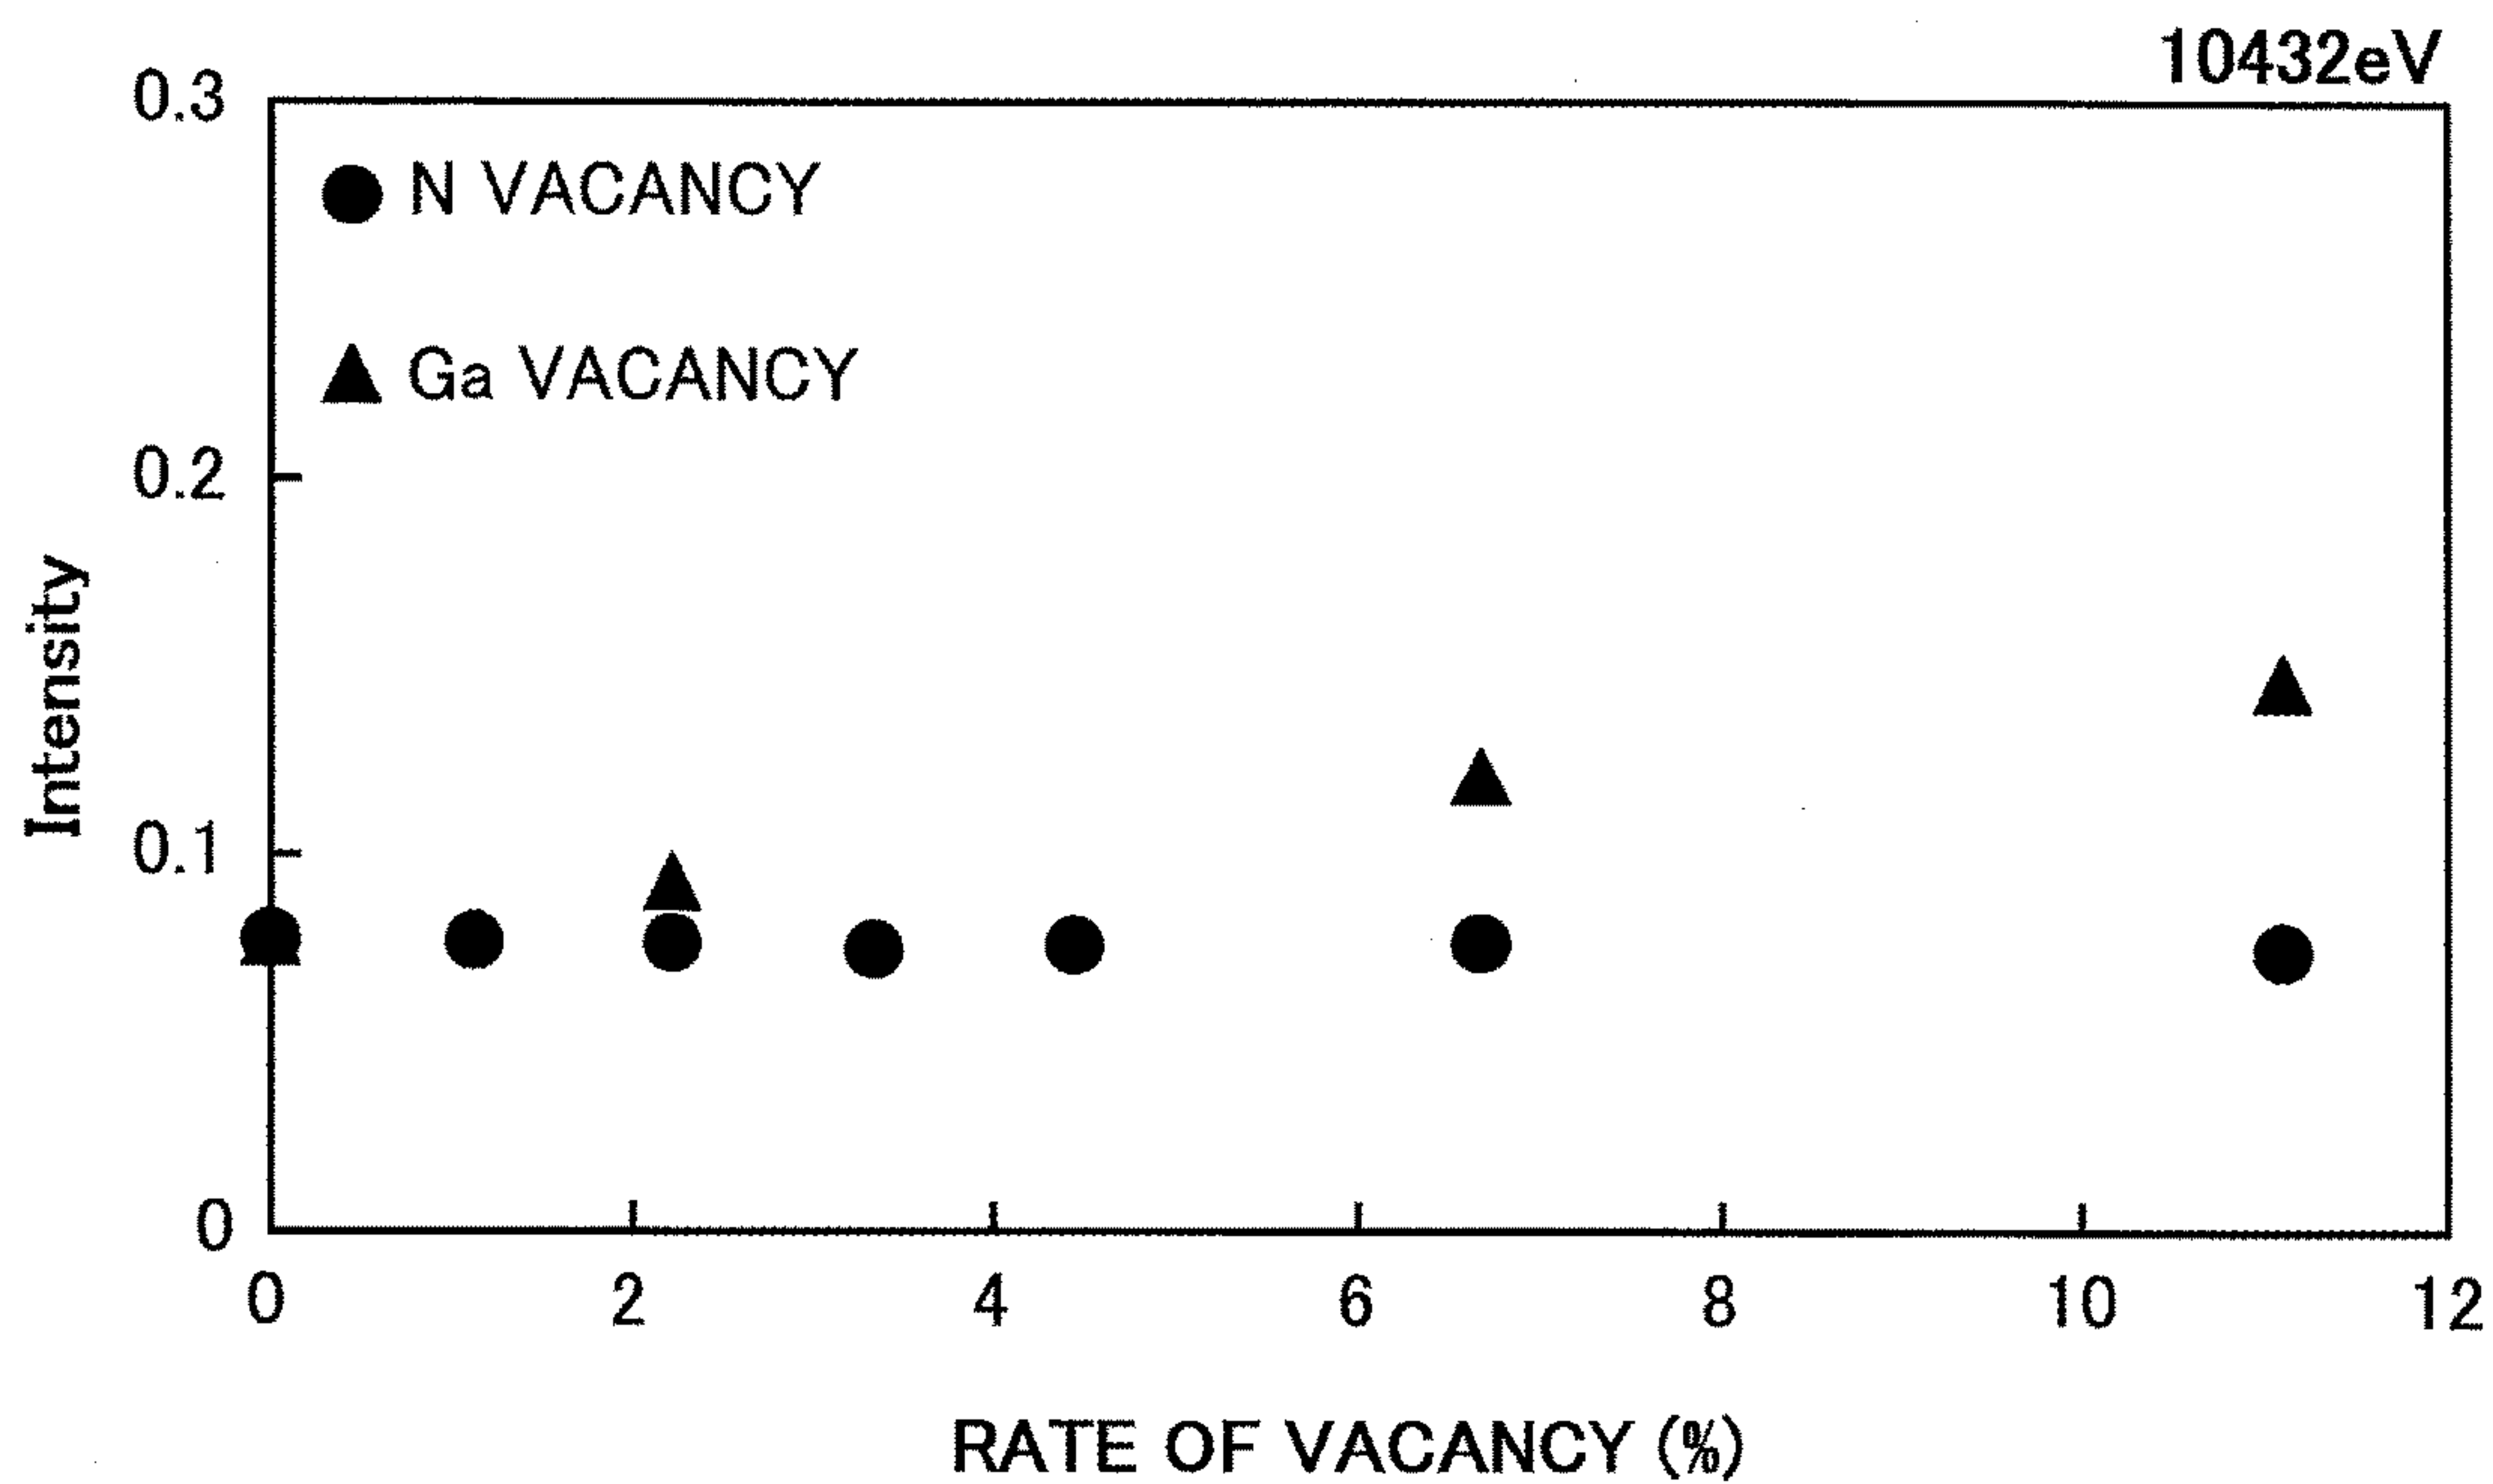 10432eV
0.3
N VACANCY
Ga VACANCY
0.2
Intensity
0.1
0
0 2 4 6 8 10 12
RATE OF VACANCY (%)